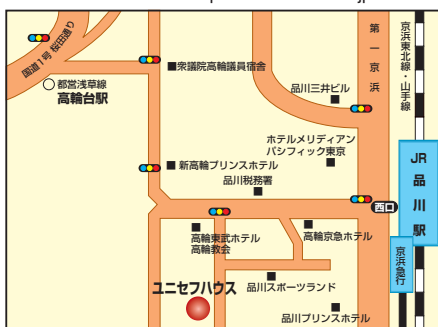 国道1号 桜田通り
都営浅草線
高輪台駅
衆議院高輪議員宿舎
品川三井ビル
第一京浜
京浜東北線・山手線
ホテルメリディアン
パシフィック東京
新高輪プリンスホテル
品川税務署
JR品川駅
西口
高輪東武ホテル
高輪教会
高輪京急ホテル
京浜急行
ユニセフハウス
品川スポーツランド
品川プリンスホテル